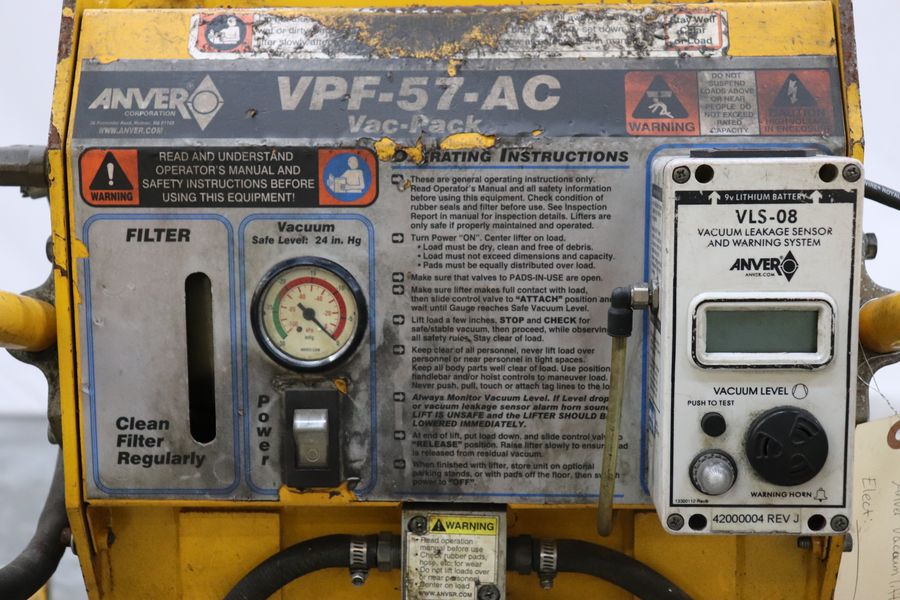 Stay Well
Clear
of Load
ANVER
CORPORATION
WWW.ANVER.COM
VPF-57-AC
Vac-Pack
WARNING
DO NOT
SUSPEND
LOADS ABOVE
OR NEAR
PEOPLE. DO
NOT EXCEED
RATED
CAPACITY
WARNING
READ AND UNDERSTAND
OPERATOR'S MANUAL AND
SAFETY INSTRUCTIONS BEFORE
USING THIS EQUIPMENT!
FILTER
Clean
Filter
Regularly
Vacuum
Safe Level: 24 in. Hg
Power
OPERATING INSTRUCTIONS
These are general operating instructions only.
Read Operator's Manual and all safety information
before using this equipment. Check condition of
rubber seals and filter before use. See Inspection
Report in manual for inspection details. Lifters are
only safe if properly maintained and operated.
Turn Power "ON". Center lifter on load.
• Load must be dry, clean and free of debris.
• Load must not exceed dimensions and capacity.
• Pads must be equally distributed over load.
Make sure that valves to PADS-IN-USE are open.
Make sure lifter makes full contact with load,
then slide control valve to "ATTACH" position and
wait until Gauge reaches Safe Vacuum Level.
Lift load a few inches, STOP and CHECK for
safe/stable vacuum, then proceed, while observing
all safety rules. Stay clear of load.
Keep clear of all personnel, never lift load over
personnel or near personnel in tight spaces.
Keep all body parts well clear of load. Use position
handlebar and/or hoist controls to maneuver load.
Never push, pull, touch or attach tag lines to the
Always Monitor Vacuum Level. If Level drop
or vacuum leakage sensor alarm horn soun
LIFT IS UNSAFE and the LIFTER SHOULD B
LOWERED IMMEDIATELY.
At end of lift, put load down, and slide control valve
"RELEASE" position. Raise lifter slowly to ensure
is released from residual vacuum.
When finished with lifter, store unit on optional
parking stands, or with pads off the floor, then
power to "OFF".
9v LITHIUM BATTERY
VLS-08
VACUUM LEAKAGE SENSOR
AND WARNING SYSTEM
ANVER
ANVER.COM
VACUUM LEVEL
PUSH TO TEST
WARNING HORN
42000004 REV J
WARNING
Read operation
manual before use
Check rubber pads,
hose, etc. for wear
Do not lift loads over
or near personnel
Center on load
WWW.ANVER.COM
Elect